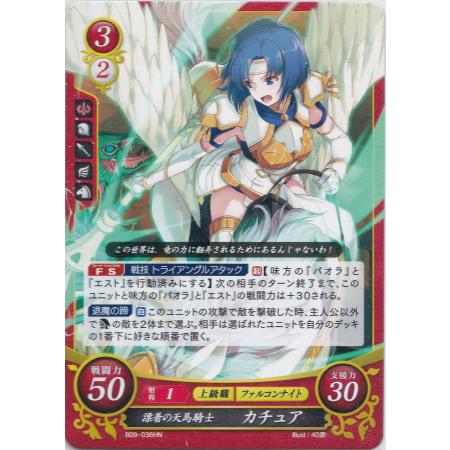 3
2
この世界は、竜の力に翻弄されるためにあるんじゃないわ!
FS 戦技 トライアングルアタック 起【味方の『パオラ』と
『エスト』を行動済みにする】次の相手のターン終了まで、こ
のユニットと味方の『パオラ』と『エスト』の戦闘力は+30される。
退魔の蹄 自 このユニットの攻撃で敵を撃破した時、主人公以外
の敵を2体まで選ぶ。相手は選ばれたユニットを自分のデッキ
の1番下に好きな順番で置く。
戦闘力
50
射程 1
上級職
ファルコンナイト
支援力
30
漂着の天馬騎士 カチュア
B09-036HN
Illust:40原